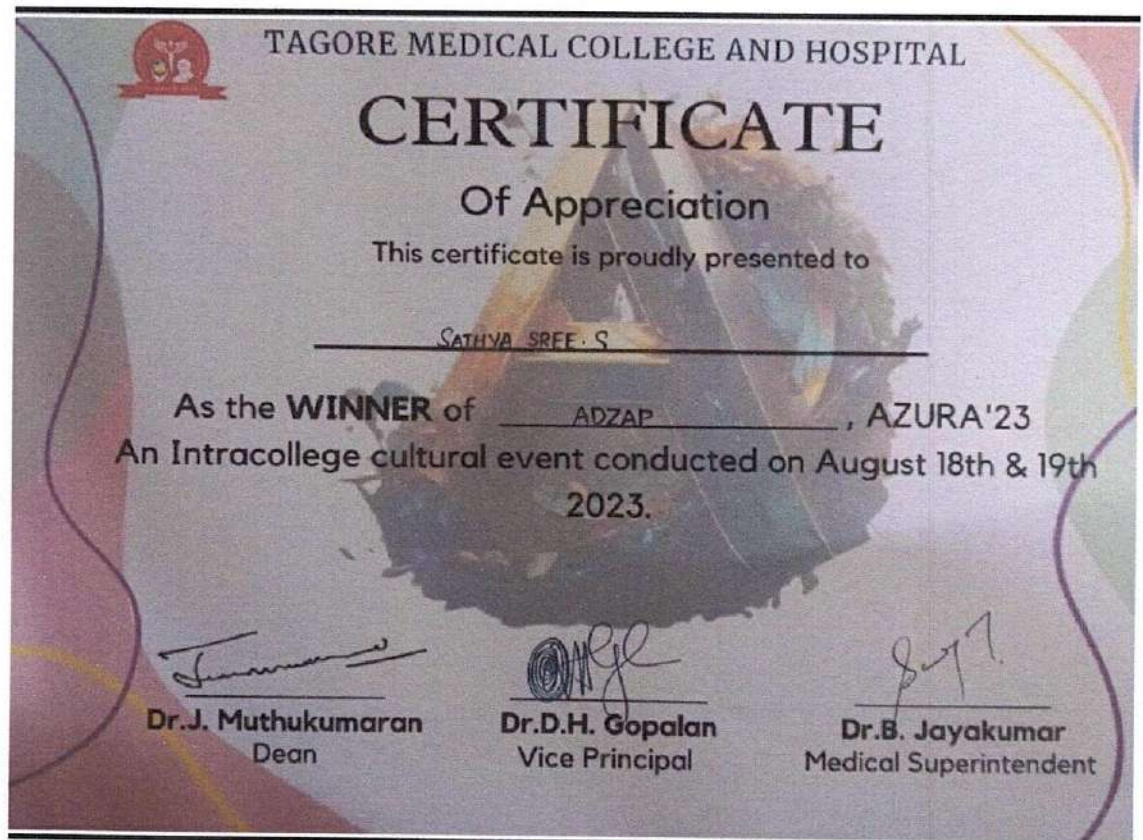 TAGORE MEDICAL COLLEGE AND HOSPITAL
CERTIFICATE
Of Appreciation
This certificate is proudly presented to
SATHYA SREE. S
As the WINNER of ADZAP, AZURA'23
An Intracollege cultural event conducted on August 18th & 19th
2023.
Dr.J. Muthukumaran Dr.D.H. Gopalan Dr.B. Jayakumar
Dean Vice Principal Medical Superintendent